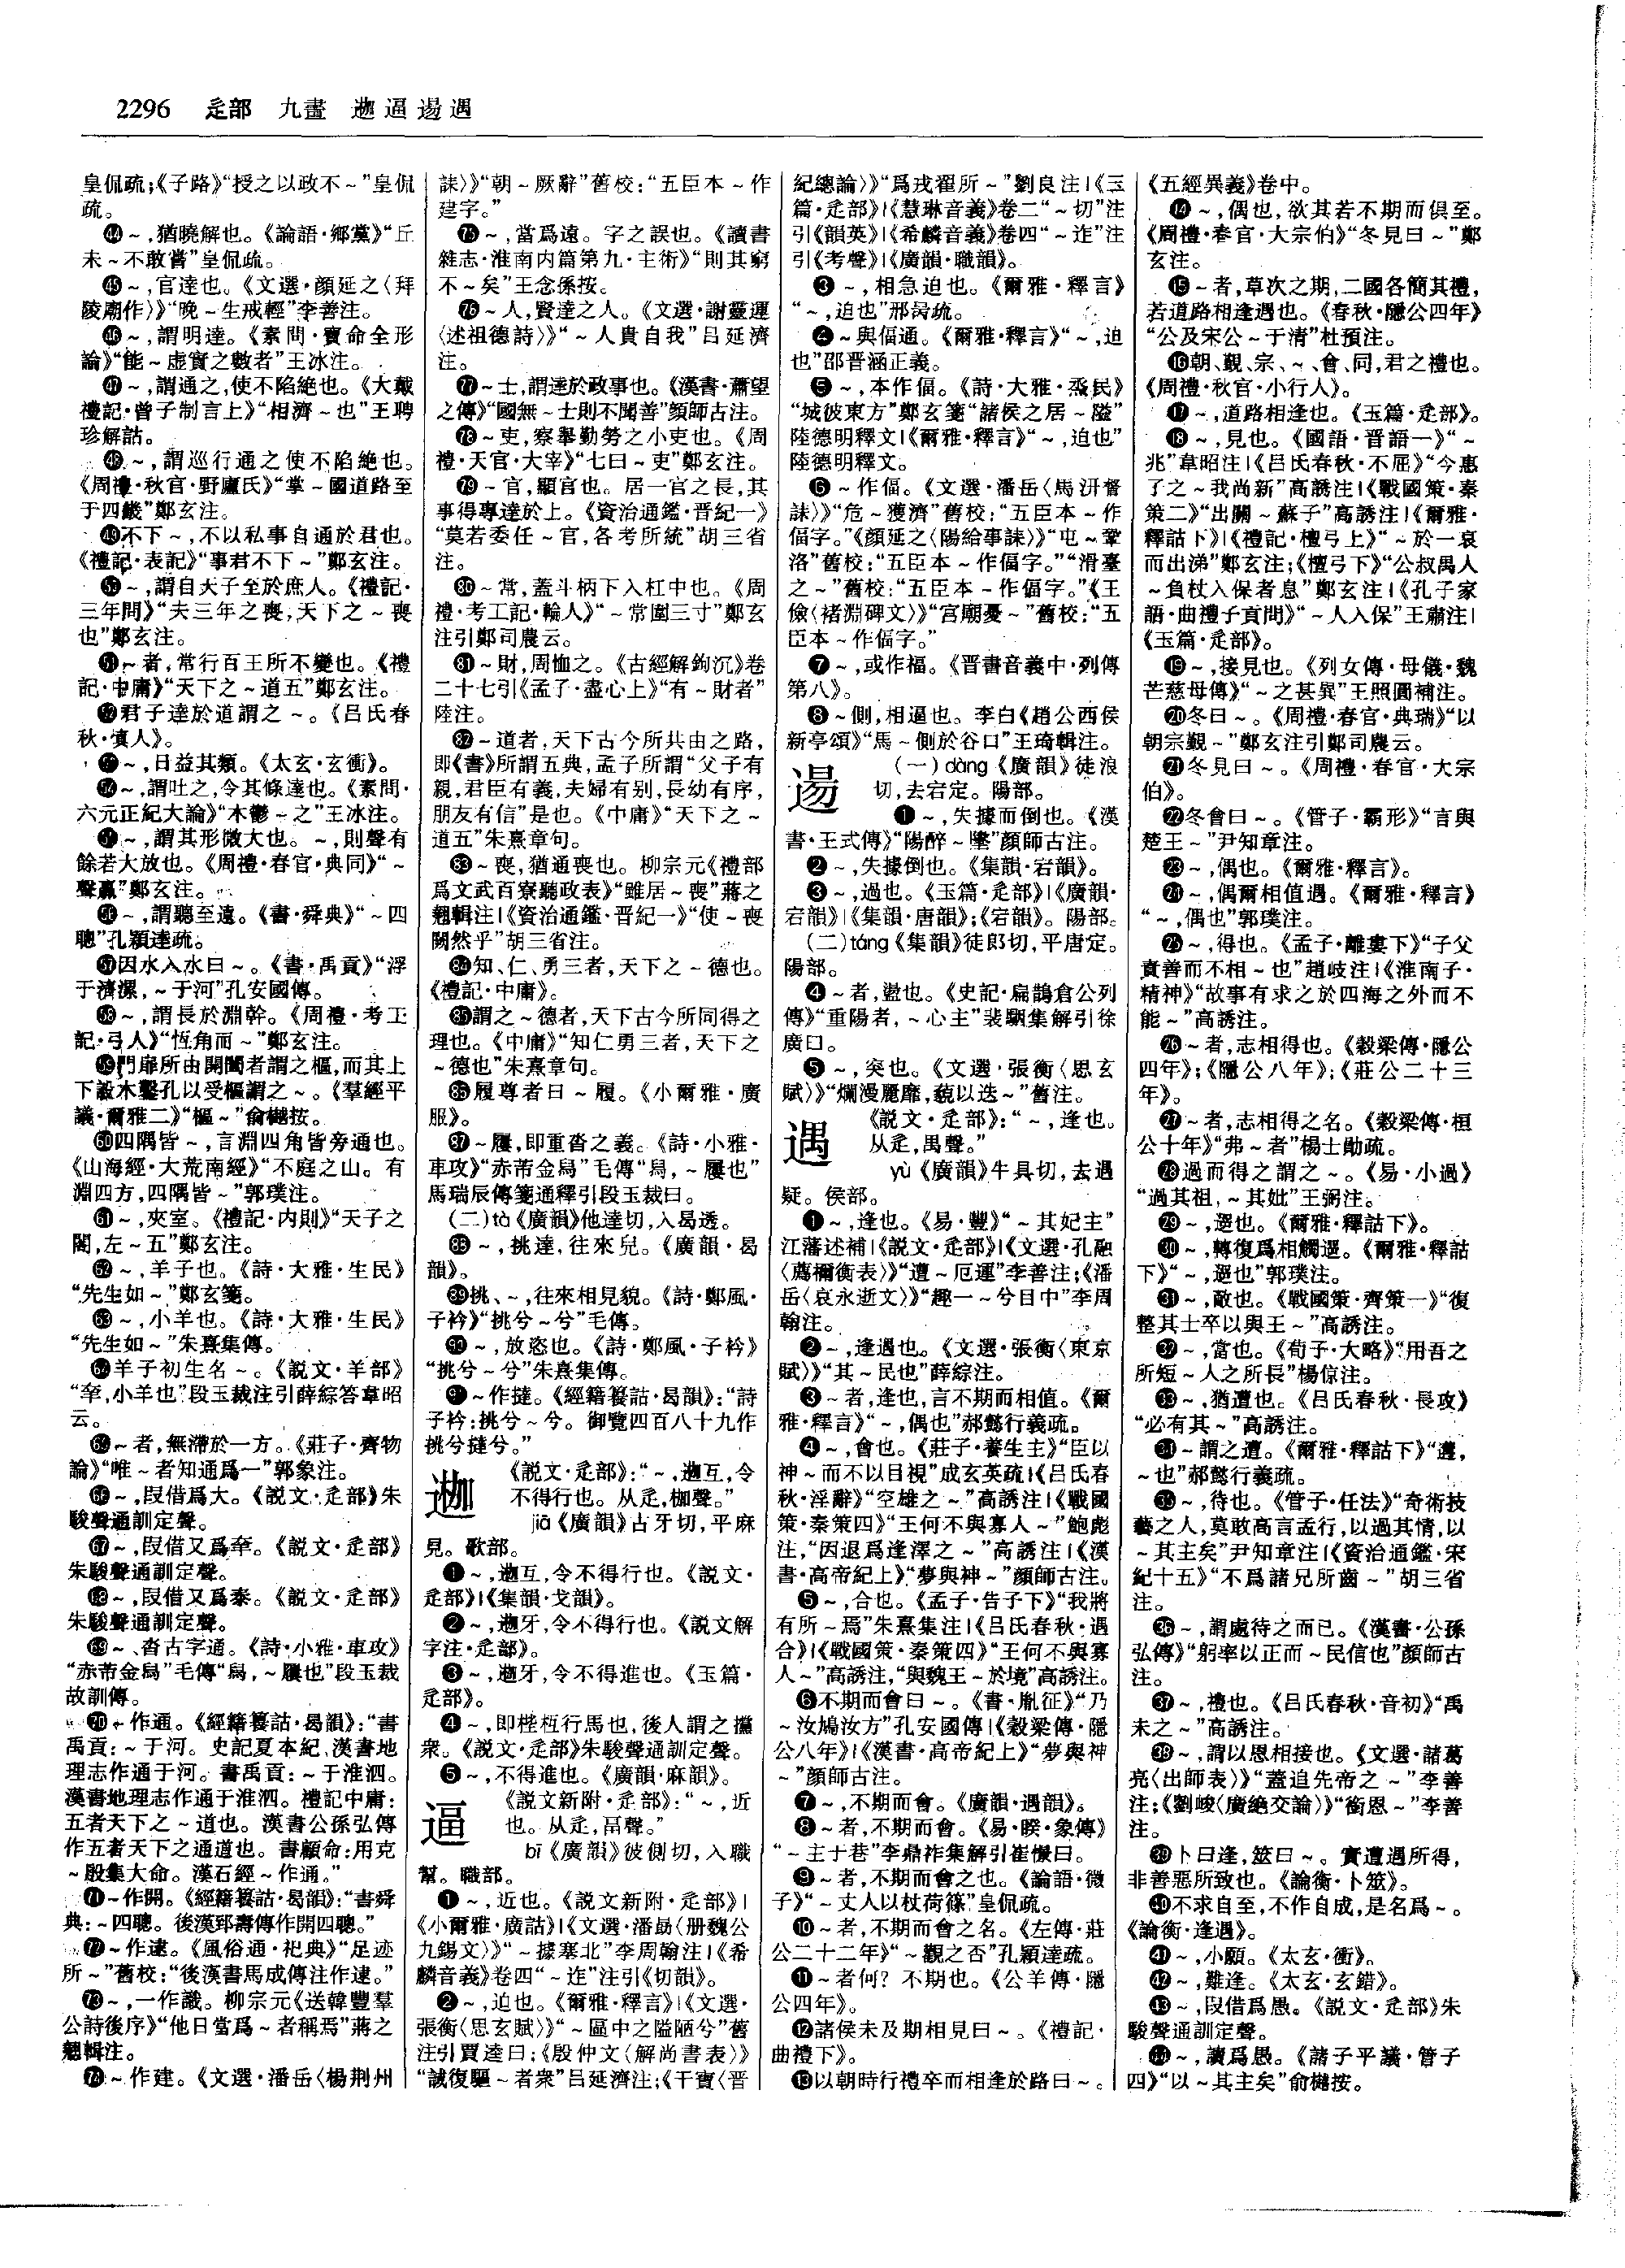 2296 辵部 九畫 迦逼逿遇
皇侃疏;《子路》“授之以政不~”皇侃
疏。
㊹~,猶曉解也。《論語·鄉黨》“丘
未~不敢嘗”皇侃疏。
㊺~,官達也。《文選·顏延之〈拜
陵廟作〉》“晚~生戒輕”李善注。
㊻~,謂明達。《素問·寶命全形
論》“能~虛實之數者”王冰注。
㊼~,謂通之,使不陷絶也。《大戴
禮記·曾子制言上》“相濟~也”王聘
珍解詁。
㊽~,謂巡行通之使不陷絶也。
《周禮·秋官·野廬氏》“掌~國道路至
于四畿”鄭玄注。
㊾不下~,不以私事自通於君也。
《禮記·表記》“事君不下~”鄭玄注。
㊿~,謂自天子至於庶人。《禮記·
三年問》“夫三年之喪,天下之~喪
也”鄭玄注。
51~者,常行百王所不變也。《禮
記·中庸》“天下之~道五”鄭玄注。
52君子達於道謂之~。《吕氏春
秋·慎人》。
53~,日益其類。《太玄·玄衝》。
54~,謂吐之,令其條達也。《素問·
六元正紀大論》“木鬱~之”王冰注。
55~,謂其形微大也。~,則聲有
餘若大放也。《周禮·春官·典同》“~
聲贏”鄭玄注。
56~,謂聽至遠。《書·舜典》“~四
聰”孔穎達疏。
57因水入水曰~。《書·禹貢》“浮
于濟漯,~于河”孔安國傳。
58~,謂長於淵幹。《周禮·考工
記·弓人》“恆角而~”鄭玄注。
59門扉所由開闔者謂之樞,而其上
下設木鑿孔以受樞謂之~。《羣經平
議·爾雅二》“樞~”俞樾按。
60四隅皆~,言淵四角皆旁通也。
《山海經·大荒南經》“不庭之山。有
淵四方,四隅皆~”郭璞注。
61~,夾室。《禮記·内則》“天子之
閣,左~五”鄭玄注。
62~,羊子也。《詩·大雅·生民》
“先生如~”鄭玄箋。
63~,小羊也。《詩·大雅·生民》
“先生如~”朱熹集傳。
64羊子初生名~。《説文·羊部》
“羍,小羊也”段玉裁注引薛綜答韋昭
云。
65~者,無滯於一方。《莊子·齊物
論》“唯~者知通爲一”郭象注。
66~,叚借爲大。《説文·辵部》朱
駿聲通訓定聲。
67~,叚借又爲羍。《説文·辵部》
朱駿聲通訓定聲。
68~,叚借又爲泰。《説文·辵部》
朱駿聲通訓定聲。
69~、沓古字通。《詩·小雅·車攻》
“赤芾金舄”毛傳“舄,~屨也”段玉裁
故訓傳。
70~作通。《經籍籑詁·曷韻》:“書
禹貢:~于河。史記夏本紀、漢書地
理志作通于河。書禹貢:~于淮泗。
漢書地理志作通于淮泗。禮記中庸:
五者天下之~道也。漢書公孫弘傳
作五者天下之通道也。書顧命:用克
~殷集大命。漢石經~作通。”
71~作開。《經籍籑詁·曷韻》:“書舜
典:~四聰。後漢郅壽傳作開四聰。”
72~作逮。《風俗通·祀典》“足迹
所~”舊校:“後漢書馬成傳注作逮。”
73~,一作識。柳宗元《送韓豐羣
公詩後序》“他日當爲~者稱焉”蔣之
翹輯注。
74~作建。《文選·潘岳〈楊荆州
誄〉》“朝~厥辭”舊校:“五臣本~作
建字。”
75~,當爲遠。字之誤也。《讀書
雜志·淮南内篇第九·主術》“則其窮
不~矣”王念孫按。
76~人,賢達之人。《文選·謝靈運
〈述祖德詩〉》“~人貴自我”吕延濟
注。
77~士,謂達於政事也。《漢書·蕭望
之傳》“國無~士則不聞善”顏師古注。
78~吏,察舉勤勞之小吏也。《周
禮·天官·大宰》“七曰~吏”鄭玄注。
79~官,顯官也。居一官之長,其
事得專達於上。《資治通鑑·晋紀一》
“莫若委任~官,各考所統”胡三省
注。
80~常,蓋斗柄下入杠中也。《周
禮·考工記·輪人》“~常圍三寸”鄭玄
注引鄭司農云。
81~財,周恤之。《古經解鉤沉》卷
二十七引《孟子·盡心上》“有~財者”
陸注。
82~道者,天下古今所共由之路,
即《書》所謂五典,孟子所謂“父子有
親,君臣有義,夫婦有别,長幼有序,
朋友有信”是也。《中庸》“天下之~
道五”朱熹章句。
83~喪,猶通喪也。柳宗元《禮部
爲文武百寮聽政表》“雖居~喪”蔣之
翹輯注|《資治通鑑·晋紀一》“使~喪
闕然乎”胡三省注。
84知、仁、勇三者,天下之~德也。
《禮記·中庸》。
85謂之~德者,天下古今所同得之
理也。《中庸》“知仁勇三者,天下之
~德也”朱熹章句。
86履尊者曰~履。《小爾雅·廣
服》。
87~屨,即重沓之義。《詩·小雅·
車攻》“赤芾金舄”毛傳“舄,~屨也”
馬瑞辰傳箋通釋引段玉裁曰。
(二)tà《廣韻》他達切,入曷透。
88~,挑達,往來皃。《廣韻·曷
韻》。
89挑、~,往來相見貌。《詩·鄭風·
子衿》“挑兮~兮”毛傳。
90~,放恣也。《詩·鄭風·子衿》
“挑兮~兮”朱熹集傳。
91~作撻。《經籍籑詁·曷韻》:“詩
子衿:挑兮~兮。御覽四百八十九作
挑兮撻兮。”
迦《説文·辵部》:“~,迦互,令
不得行也。从辵,枷聲。”
jiā《廣韻》古牙切,平麻
見。歌部。
❶~,迦互,令不得行也。《説文·
辵部》|《集韻·戈韻》。
❷~,迦牙,令不得行也。《説文解
字注·辵部》。
❸~,迦牙,令不得進也。《玉篇·
辵部》。
❹~,即梐枑行馬也,後人謂之攩
衆。《説文·辵部》朱駿聲通訓定聲。
❺~,不得進也。《廣韻·麻韻》。
逼《説文新附·辵部》:“~,近
也。从辵,畐聲。”
bī《廣韻》彼側切,入職
幫。職部。
❶~,近也。《説文新附·辵部》|
《小爾雅·廣詁》|《文選·潘勗〈册魏公
九錫文〉》“~據塞北”李周翰注|《希
麟音義》卷四“~迮”注引《切韻》。
❷~,迫也。《爾雅·釋言》|《文選·
張衡〈思玄賦〉》“~區中之隘陋兮”舊
注引賈逵曰;《殷仲文〈解尚書表〉》
“誠復驅~者衆”吕延濟注;《干寶〈晋
紀總論〉》“爲戎翟所~”劉良注|《玉
篇·辵部》|《慧琳音義》卷二“~切”注
引《韻英》|《希麟音義》卷四“~迮”注
引《考聲》|《廣韻·職韻》。
❸~,相急迫也。《爾雅·釋言》
“~,迫也”邢昺疏。
❹~與偪通。《爾雅·釋言》“~,迫
也”邵晋涵正義。
❺~,本作偪。《詩·大雅·烝民》
“城彼東方”鄭玄箋“諸侯之居~隘”
陸德明釋文|《爾雅·釋言》“~,迫也”
陸德明釋文。
❻~作偪。《文選·潘岳〈馬汧督
誄〉》“危~獲濟”舊校:“五臣本~作
偪字。”《顏延之〈陽給事誄〉》“屯~鞏
洛”舊校:“五臣本~作偪字。”“滑臺
之~”舊校:“五臣本~作偪字。”《王
儉〈褚淵碑文〉》“宫廟憂~”舊校:“五
臣本~作偪字。”
❼~,或作福。《晋書音義中·列傳
第八》。
❽~側,相逼也。李白《趙公西侯
新亭頌》“馬~側於谷口”王琦輯注。
逿(一)dàng《廣韻》徒浪
切,去宕定。陽部。
❶~,失據而倒也。《漢
書·王式傳》“陽醉~墬”顏師古注。
❷~,失據倒也。《集韻·宕韻》。
❸~,過也。《玉篇·辵部》|《廣韻·
宕韻》|《集韻·唐韻》;《宕韻》。陽部。
(二)táng《集韻》徒郎切,平唐定。
陽部。
❹~者,盪也。《史記·扁鵲倉公列
傳》“重陽者,~心主”裴駰集解引徐
廣曰。
❺~,突也。《文選·張衡〈思玄
賦〉》“爛漫麗靡,藐以迭~”舊注。
遇《説文·辵部》:“~,逢也。
从辵,禺聲。”
yù《廣韻》牛具切,去遇
疑。侯部。
❶~,逢也。《易·豐》“~其妃主”
江藩述補|《説文·辵部》|《文選·孔融
〈薦禰衡表〉》“遭~厄運”李善注;《潘
岳〈哀永逝文〉》“趣一~兮目中”李周
翰注。
❷~,逢遇也。《文選·張衡〈東京
賦〉》“其~民也”薛綜注。
❸~者,逢也,言不期而相值。《爾
雅·釋言》“~,偶也”郝懿行義疏。
❹~,會也。《莊子·養生主》“臣以
神~而不以目視”成玄英疏|《吕氏春
秋·淫辭》“空雄之~”高誘注|《戰國
策·秦策四》“王何不與寡人~”鮑彪
注,“因退爲逢澤之~”高誘注|《漢
書·高帝紀上》“夢與神~”顏師古注。
❺~,合也。《孟子·告子下》“我將
有所~焉”朱熹集注|《吕氏春秋·遇
合》|《戰國策·秦策四》“王何不與寡
人~”高誘注,“與魏王~於境”高誘注。
❻不期而會曰~。《書·胤征》“乃
~汝鳩汝方”孔安國傳|《穀梁傳·隱
公八年》|《漢書·高帝紀上》“夢與神
~”顏師古注。
❼~,不期而會。《廣韻·遇韻》。
❽~者,不期而會。《易·睽·象傳》
“~主于巷”李鼎祚集解引崔憬曰。
❾~者,不期而會之也。《論語·微
子》“~丈人以杖荷篠”皇侃疏。
❿~者,不期而會之名。《左傳·莊
公二十二年》“~觀之否”孔穎達疏。
⓫~者何?不期也。《公羊傳·隱
公四年》。
⓬諸侯未及期相見曰~。《禮記·
曲禮下》。
⓭以朝時行禮卒而相逢於路曰~。
《五經異義》卷中。
⓮~,偶也,欲其若不期而俱至。
《周禮·春官·大宗伯》“冬見曰~”鄭
玄注。
⓯~者,草次之期,二國各簡其禮,
若道路相逢遇也。《春秋·隱公四年》
“公及宋公~于清”杜預注。
⓰朝、覲、宗、~、會、同,君之禮也。
《周禮·秋官·小行人》。
⓱~,道路相逢也。《玉篇·辵部》。
⓲~,見也。《國語·晋語一》“~
兆”韋昭注|《吕氏春秋·不屈》“今惠
子之~我尚新”高誘注|《戰國策·秦
策二》“出關~蘇子”高誘注|《爾雅·
釋詁下》|《禮記·檀弓上》“~於一哀
而出涕”鄭玄注;《檀弓下》“公叔禺人
~負杖入保者息”鄭玄注|《孔子家
語·曲禮子貢問》“~人入保”王肅注|
《玉篇·辵部》。
⓳~,接見也。《列女傳·母儀·魏
芒慈母傳》“~之甚異”王照圓補注。
⓴冬曰~。《周禮·春官·典瑞》“以
朝宗覲~”鄭玄注引鄭司農云。
㉑冬見曰~。《周禮·春官·大宗
伯》。
㉒冬會曰~。《管子·霸形》“言與
楚王~”尹知章注。
㉓~,偶也。《爾雅·釋言》。
㉔~,偶爾相值遇。《爾雅·釋言》
“~,偶也”郭璞注。
㉕~,得也。《孟子·離婁下》“子父
責善而不相~也”趙岐注|《淮南子·
精神》“故事有求之於四海之外而不
能~”高誘注。
㉖~者,志相得也。《穀梁傳·隱公
四年》;《隱公八年》;《莊公二十三
年》。
㉗~者,志相得之名。《穀梁傳·桓
公十年》“弗~者”楊士勛疏。
㉘過而得之謂之~。《易·小過》
“過其祖,~其妣”王弼注。
㉙~,遻也。《爾雅·釋詁下》。
㉚~,轉復爲相觸遻。《爾雅·釋詁
下》“~,遻也”郭璞注。
㉛~,敵也。《戰國策·齊策一》“復
整其士卒以與王~”高誘注。
㉜~,當也。《荀子·大略》“用吾之
所短~人之所長”楊倞注。
㉝~,猶遭也。《吕氏春秋·長攻》
“必有其~”高誘注。
㉞~謂之遭。《爾雅·釋詁下》“遭,
~也”郝懿行義疏。
㉟~,待也。《管子·任法》“奇術技
藝之人,莫敢高言孟行,以過其情,以
~其主矣”尹知章注|《資治通鑑·宋
紀十五》“不爲諸兄所齒~”胡三省
注。
㊱~,謂處待之而已。《漢書·公孫
弘傳》“躬率以正而~民信也”顏師古
注。
㊲~,禮也。《吕氏春秋·音初》“禹
未之~”高誘注。
㊳~,謂以恩相接也。《文選·諸葛
亮〈出師表〉》“蓋追先帝之~”李善
注;《劉峻〈廣絶交論〉》“銜恩~”李善
注。
㊴卜曰逢,筮曰~。實遭遇所得,
非善惡所致也。《論衡·卜筮》。
㊵不求自至,不作自成,是名爲~。
《論衡·逢遇》。
㊶~,小願。《太玄·衝》。
㊷~,難逢。《太玄·玄錯》。
㊸~,叚借爲愚。《説文·辵部》朱
駿聲通訓定聲。
㊹~,讀爲愚。《諸子平議·管子
四》“以~其主矣”俞樾按。